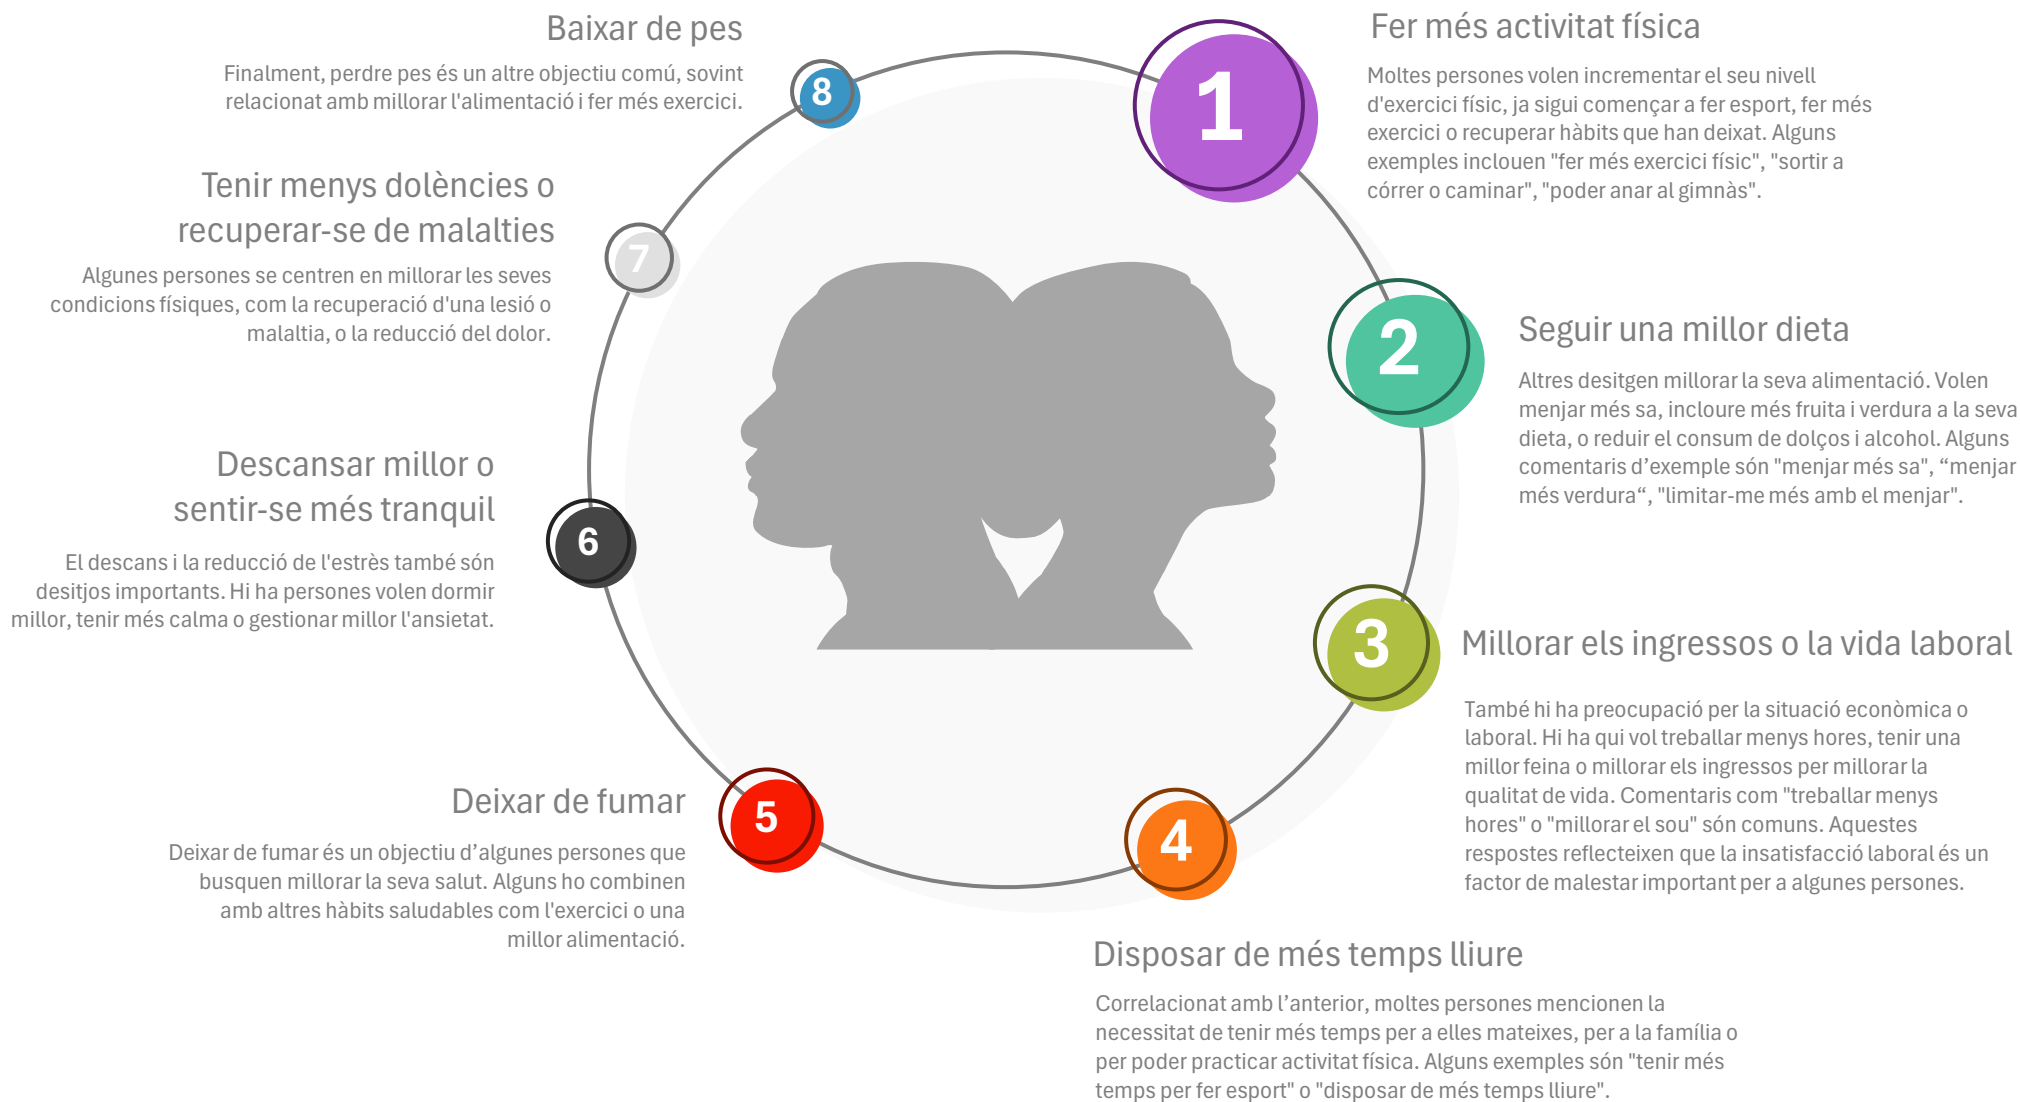 1
Fer més activitat física
Moltes persones volen incrementar el seu nivell
d'exercici físic, ja sigui començar a fer esport, fer més
exercici o recuperar hàbits que han deixat. Alguns
exemples inclouen "fer més exercici físic", "sortir a
córrer o caminar", "poder anar al gimnàs".
2
Seguir una millor dieta
Altres desitgen millorar la seva alimentació. Volen
menjar més sa, incloure més fruita i verdura a la seva
dieta, o reduir el consum de dolços i alcohol. Alguns
comentaris d’exemple són "menjar més sa", “menjar
més verdura“, "limitar-me més amb el menjar".
3
Millorar els ingressos o la vida laboral
També hi ha preocupació per la situació econòmica o
laboral. Hi ha qui vol treballar menys hores, tenir una
millor feina o millorar els ingressos per millorar la
qualitat de vida. Comentaris com "treballar menys
hores" o "millorar el sou" són comuns. Aquestes
respostes reflecteixen que la insatisfacció laboral és un
factor de malestar important per a algunes persones.
4
Disposar de més temps lliure
Correlacionat amb l’anterior, moltes persones mencionen la
necessitat de tenir més temps per a elles mateixes, per a la família o
per poder practicar activitat física. Alguns exemples són "tenir més
temps per fer esport" o "disposar de més temps lliure".
5
Deixar de fumar
Deixar de fumar és un objectiu d’algunes persones que
busquen millorar la seva salut. Alguns ho combinen
amb altres hàbits saludables com l'exercici o una
millor alimentació.
6
Descansar millor o
sentir-se més tranquil
El descans i la reducció de l'estrès també són
desitjos importants. Hi ha persones volen dormir
millor, tenir més calma o gestionar millor l'ansietat.
7
Tenir menys dolències o
recuperar-se de malalties
Algunes persones se centren en millorar les seves
condicions físiques, com la recuperació d'una lesió o
malaltia, o la reducció del dolor.
8
Baixar de pes
Finalment, perdre pes és un altre objectiu comú, sovint
relacionat amb millorar l'alimentació i fer més exercici.